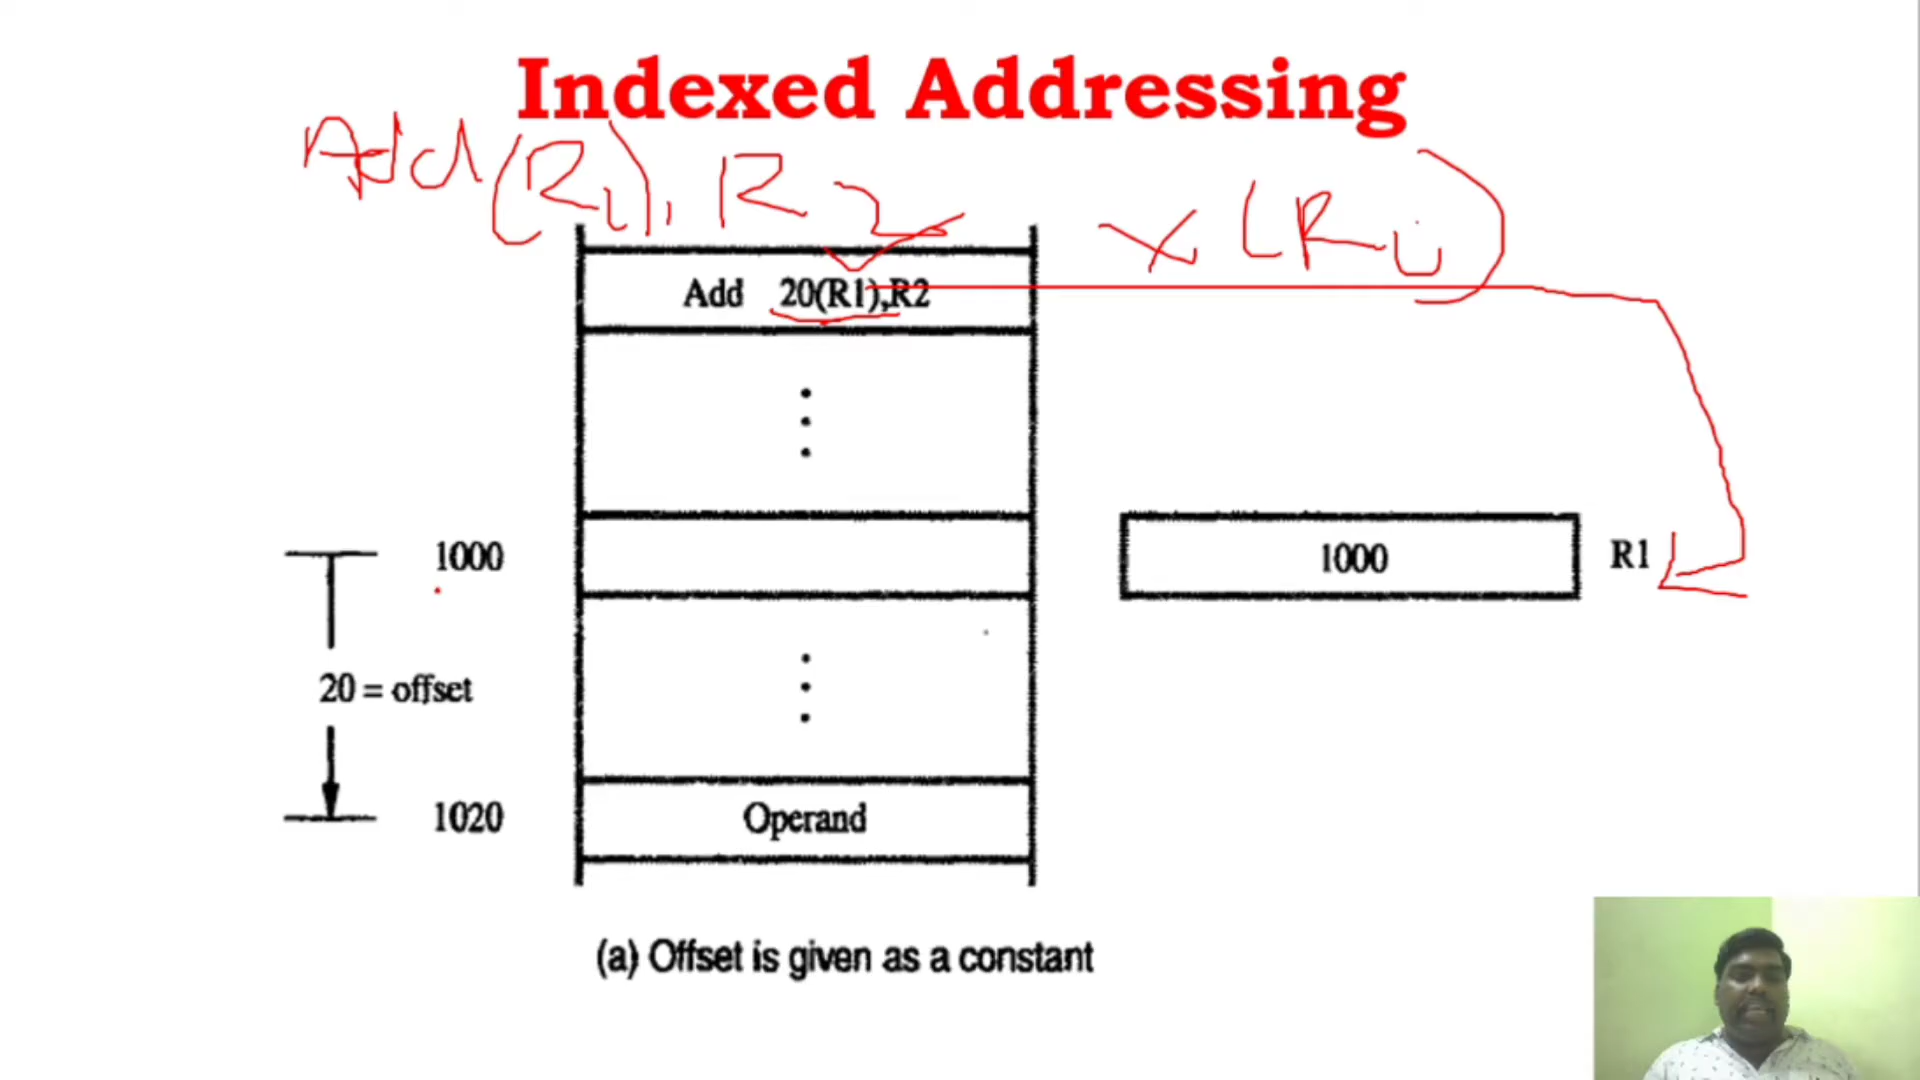 Indexed Addressing
Add (R1), R2
X (Ri)
Add 20(R1),R2
1000
1000
R1
20 = offset
1020
Operand
(a) Offset is given as a constant